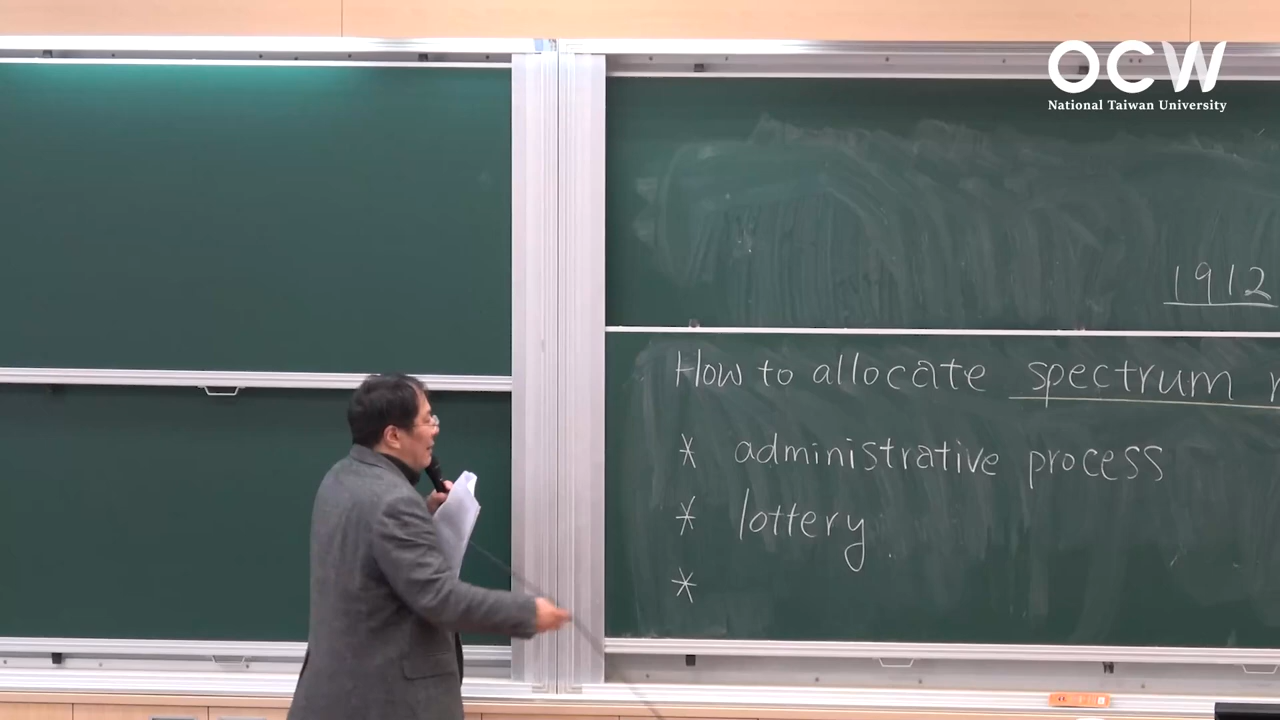 OCW
National Taiwan University
1912
How to allocate spectrum
* administrative process
* lottery
*